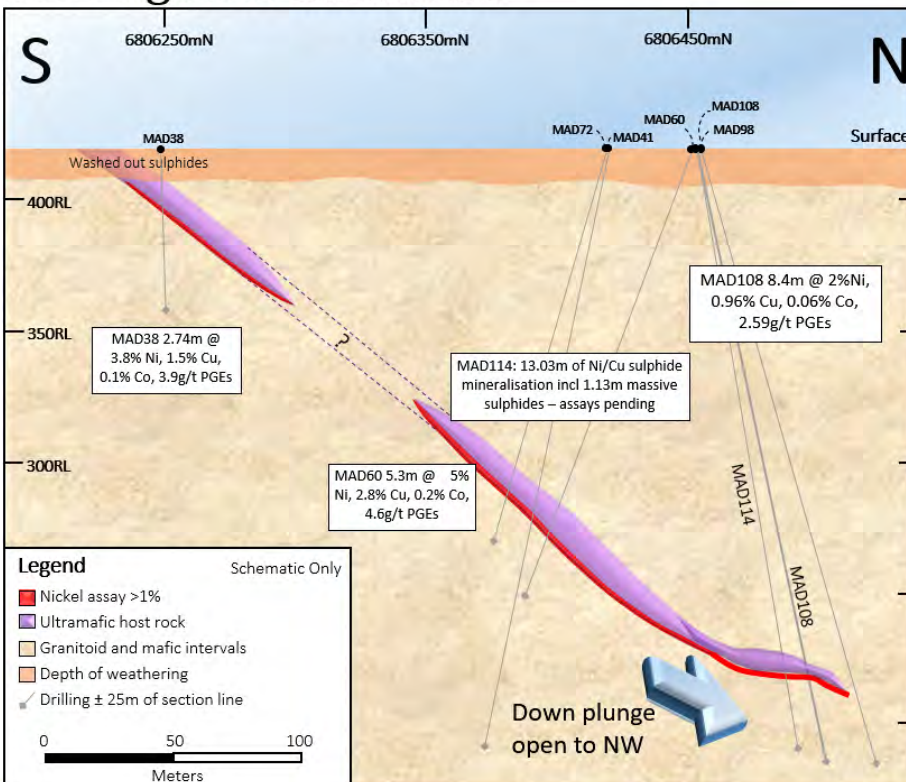 6806250mN
6806350mN
6806450mN
S
N
MAD38
MAD72
MAD41
MAD60
MAD108
MAD98
Surface
Washed out sulphides
400RL
350RL
300RL
MAD38 2.74m @
3.8% Ni, 1.5% Cu,
0.1% Co, 3.9g/t PGEs
?
MAD114: 13.03m of Ni/Cu sulphide
mineralisation incl 1.13m massive
sulphides – assays pending
MAD108 8.4m @ 2%Ni,
0.96% Cu, 0.06% Co,
2.59g/t PGEs
MAD60 5.3m @ 5%
Ni, 2.8% Cu, 0.2% Co,
4.6g/t PGEs
MAD114
MAD108
Down plunge
open to NW
Legend
Schematic Only
Nickel assay >1%
Ultramafic host rock
Granitoid and mafic intervals
Depth of weathering
Drilling ± 25m of section line
0 50 100
Meters